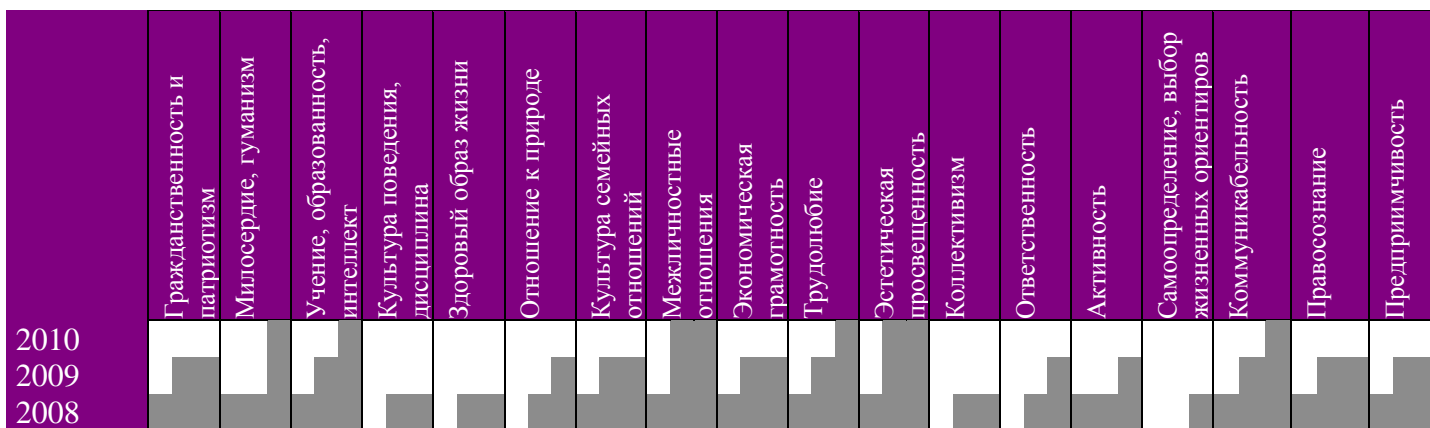 Гражданственность и
патриотизм
Милосердие, гуманизм
Учение, образованность,
интеллект
Культура поведения,
дисциплина
Здоровый образ жизни
Отношение к природе
Культура семейных
отношений
Межличностные
отношения
Экономическая
грамотность
Трудолюбие
Эстетическая
просвещенность
Коллективизм
Ответственность
Активность
Самоопределение, выбор
жизненных ориентиров
Коммуникабельность
Правосознание
Предпримчивость
2010
2009
2008